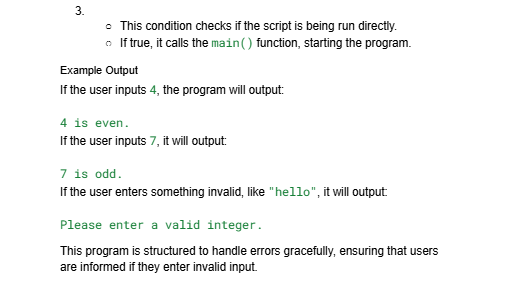 3.
○ This condition checks if the script is being run directly.
○ If true, it calls the main() function, starting the program.
Example Output
If the user inputs 4, the program will output:
4 is even.
If the user inputs 7, it will output:
7 is odd.
If the user enters something invalid, like "hello", it will output:
Please enter a valid integer.
This program is structured to handle errors gracefully, ensuring that users
are informed if they enter invalid input.